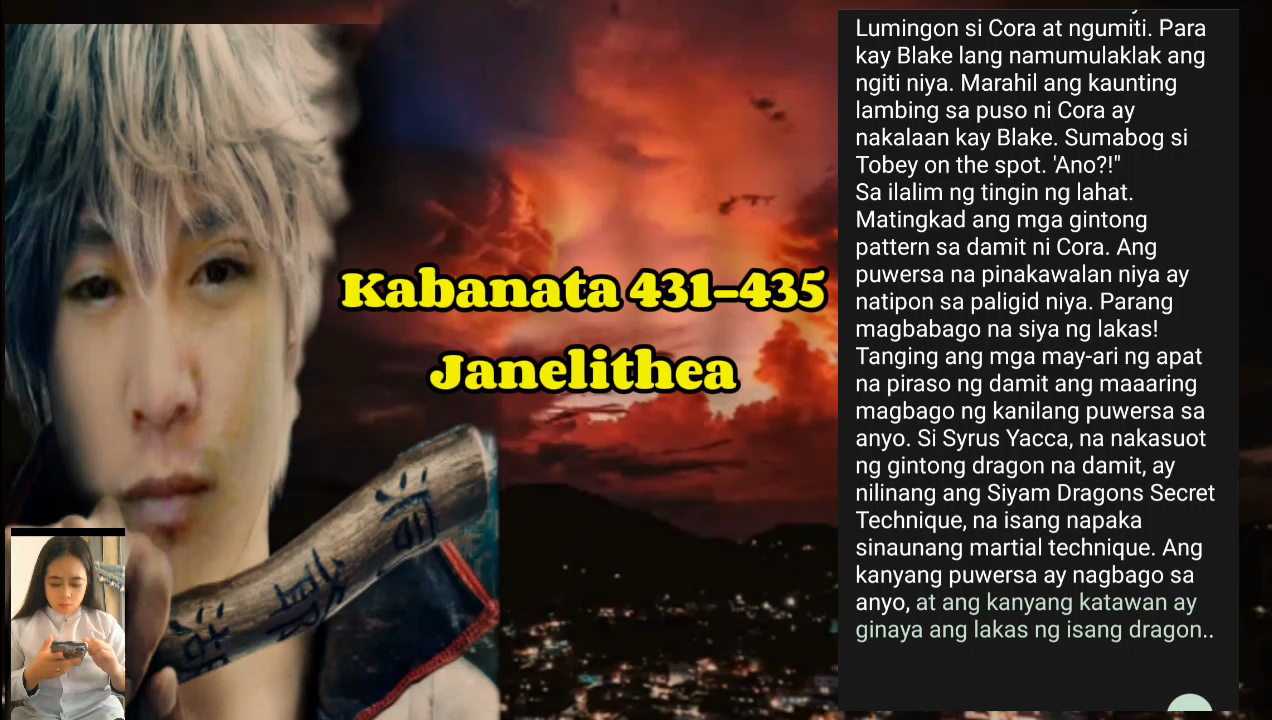 Kabanata 431-435
Janelithea
Lumingon si Cora at ngumiti. Para
kay Blake lang namumulaklak ang
ngiti niya. Marahil ang kaunting
lambing sa puso ni Cora ay
nakalaan kay Blake. Sumabog si
Tobey on the spot. 'Ano?!"
Sa ilalim ng tingin ng lahat.
Matingkad ang mga gintong
pattern sa damit ni Cora. Ang
puwersa na pinakawalan niya ay
natipon sa paligid niya. Parang
magbabago na siya ng lakas!
Tanging ang mga may-ari ng apat
na piraso ng damit ang maaaring
magbago ng kanilang puwersa sa
anyo. Si Syrus Yacca, na nakasuot
ng gintong dragon na damit, ay
nilinang ang Siyam Dragons Secret
Technique, na isang napaka
sinaunang martial technique. Ang
kanyang puwersa ay nagbago sa
anyo, at ang kanyang katawan ay
ginaya ang lakas ng isang dragon..